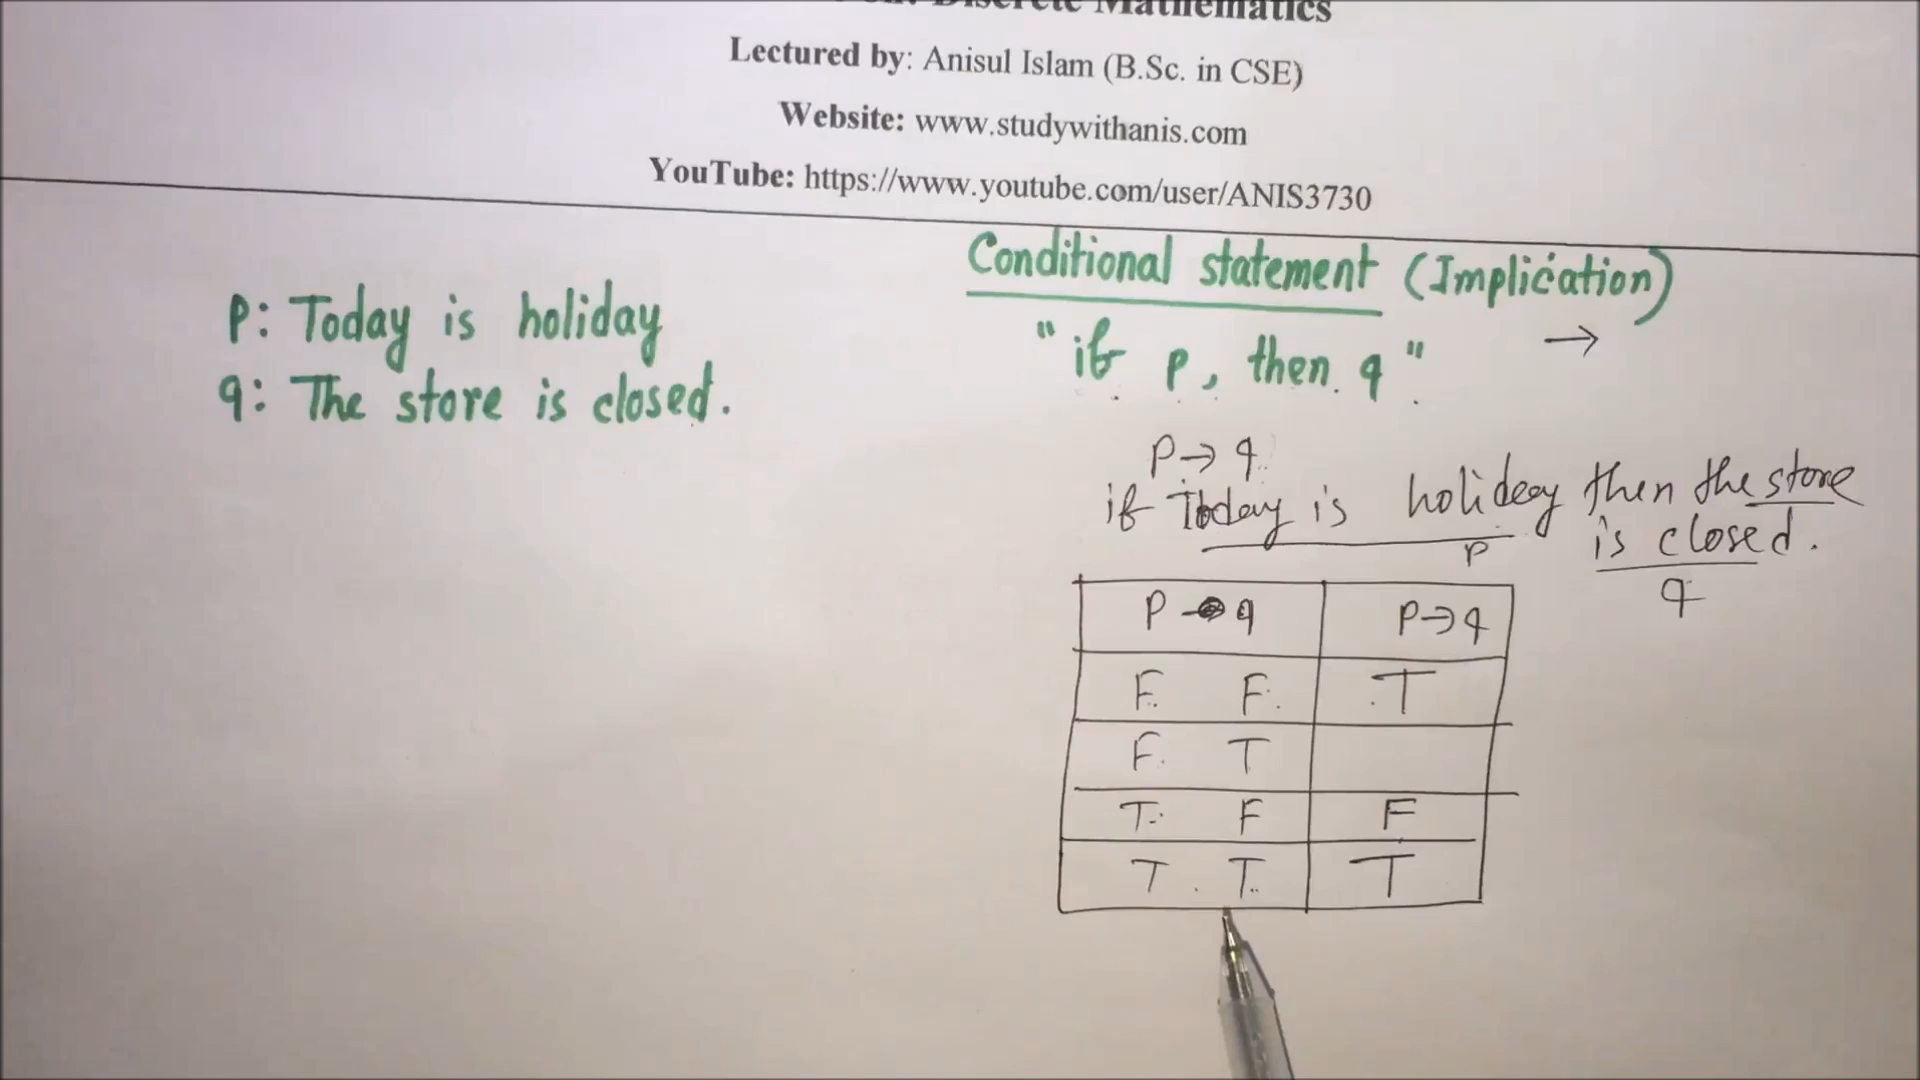 Discrete Mathematics
Lectured by: Anisul Islam (B.Sc. in CSE)
Website: www.studywithanis.com
YouTube: https://www.youtube.com/user/ANIS3730
p: Today is holiday
q: The store is closed.
Conditional statement (Implication)
"if p, then q" →
P → q
if Today is holiday then the store
is closed.
p
q
P q P→q
F F T
F T
T F F
T T T